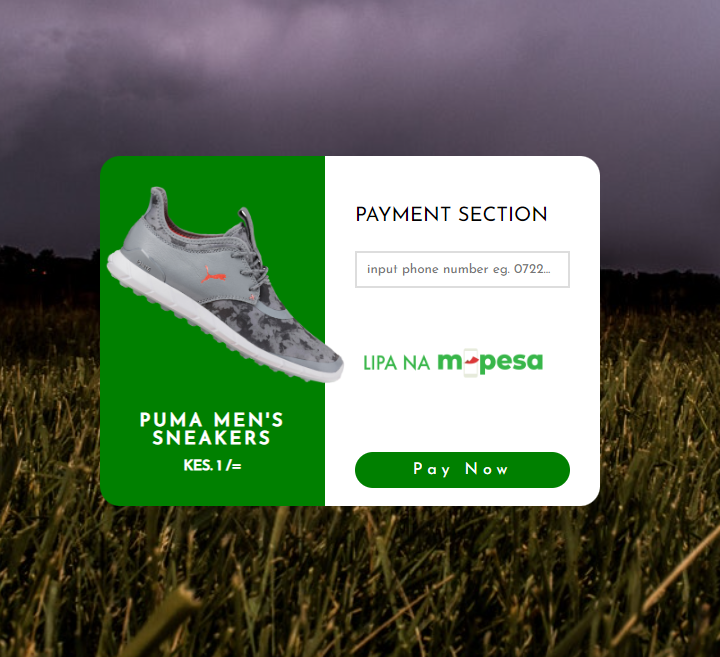 PAYMENT SECTION
input phone number eg. 0722...
LIPA NA m-pesa
PUMA MEN'S
SNEAKERS
KES. 1 /=
Pay Now